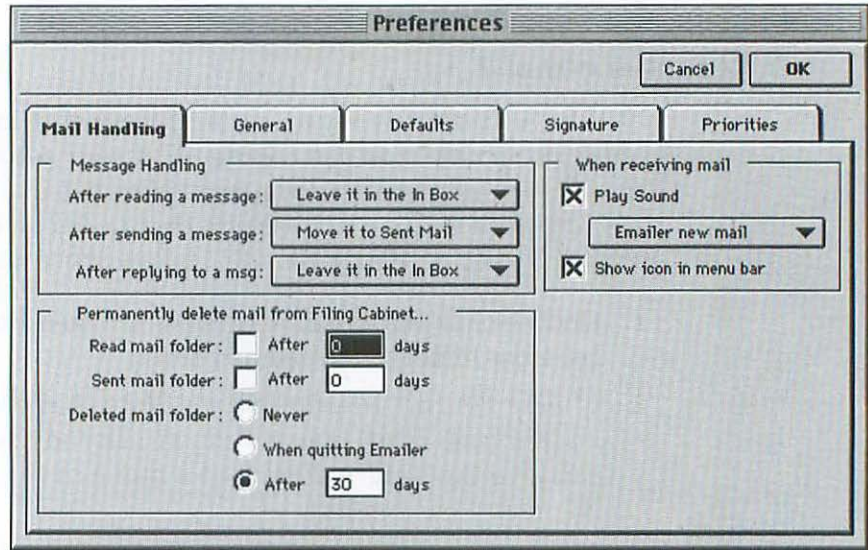 Preferences
Cancel OK
Mail Handling General Defaults Signature Priorities
Message Handling
After reading a message: Leave it in the In Box
After sending a message: Move it to Sent Mail
After replying to a msg: Leave it in the In Box
When receiving mail
Play Sound
Emailer new mail
Show icon in menu bar
Permanently delete mail from Filing Cabinet...
Read mail folder: After 0 days
Sent mail folder: After 0 days
Deleted mail folder: Never
When quitting Emailer
After 30 days